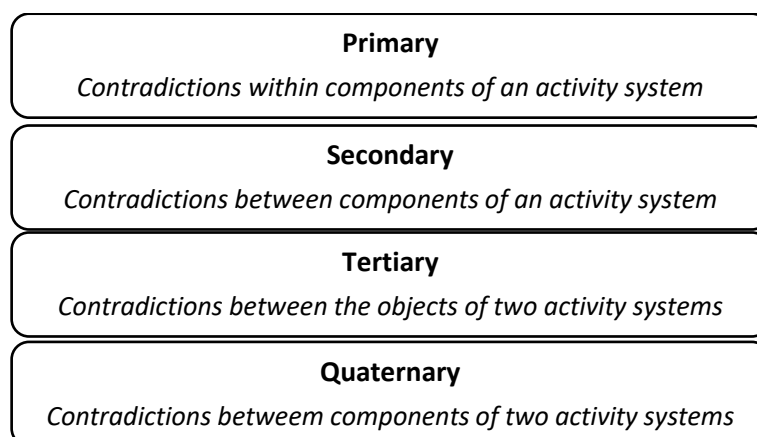 Primary
Contradictions within components of an activity system
Secondary
Contradictions between components of an activity system
Tertiary
Contradictions between the objects of two activity systems
Quaternary
Contradictions betweem components of two activity systems